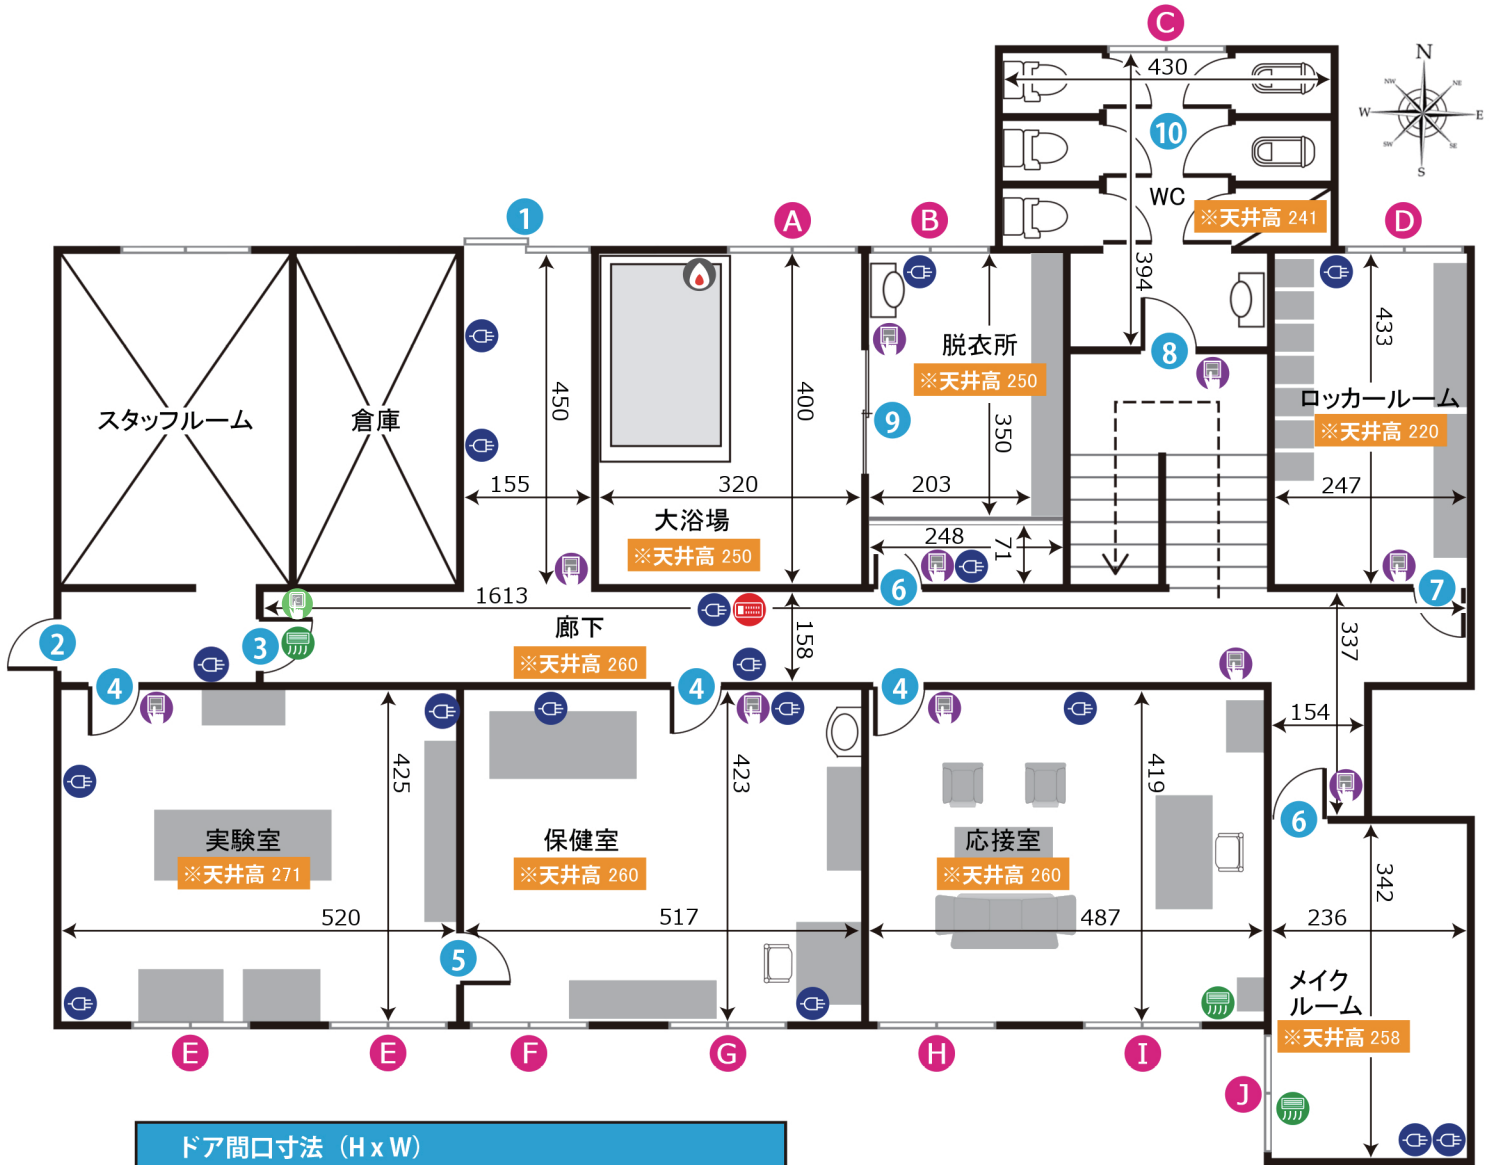 C
N
NW
NE
W
E
SW
SE
S
430
10
WC
※天井高 241
394
1
A
B
D
スタッフルーム
倉庫
450
155
400
320
大浴場
※天井高 250
脱衣所
※天井高 250
9
350
203
248
71
8
433
ロッカールーム
※天井高 220
247
6
7
1613
2
3
廊下
※天井高 260
158
337
4
4
4
154
425
423
419
実験室
※天井高 271
保健室
※天井高 260
応接室
※天井高 260
6
342
520
517
487
236
5
メイク
ルーム
※天井高 258
E
E
F
G
H
I
J
ドア間口寸法（H x W）